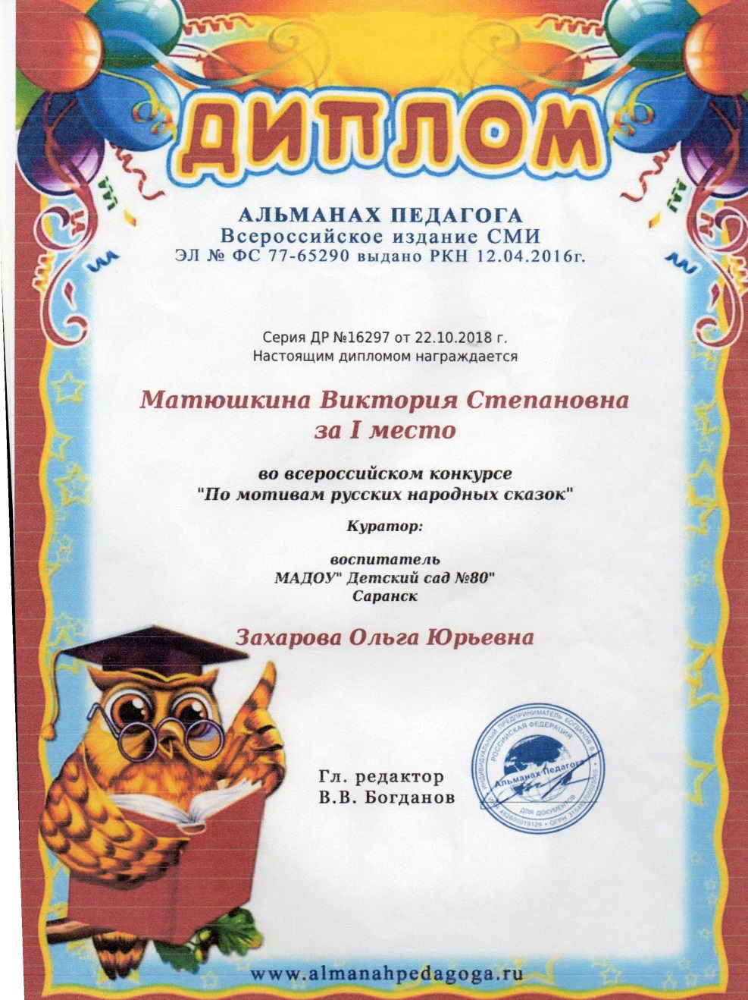 ДИПЛОМ
АЛЬМАНАХ ПЕДАГОГА
Всероссийское издание СМИ
ЭЛ № ФС 77-65290 выдано РКН 12.04.2016г.
Серия ДР №16297 от 22.10.2018 г.
Настоящим дипломом награждается
Матюшкина Виктория Степановна
за I место
во всероссийском конкурсе
"По мотивам русских народных сказок"
Куратор:
воспитатель
МАДОУ" Детский сад №80"
Саранск
Захарова Ольга Юрьевна
Гл. редактор
В.В. Богданов
ИНДИВИДУАЛЬНЫЙ ПРЕДПРИНИМАТЕЛЬ БОГДАНОВ
РОССИЙСКАЯ ФЕДЕРАЦИЯ
Альманах Педагога
ДЛЯ ДОКУМЕНТОВ
www.almanahpedagoga.ru